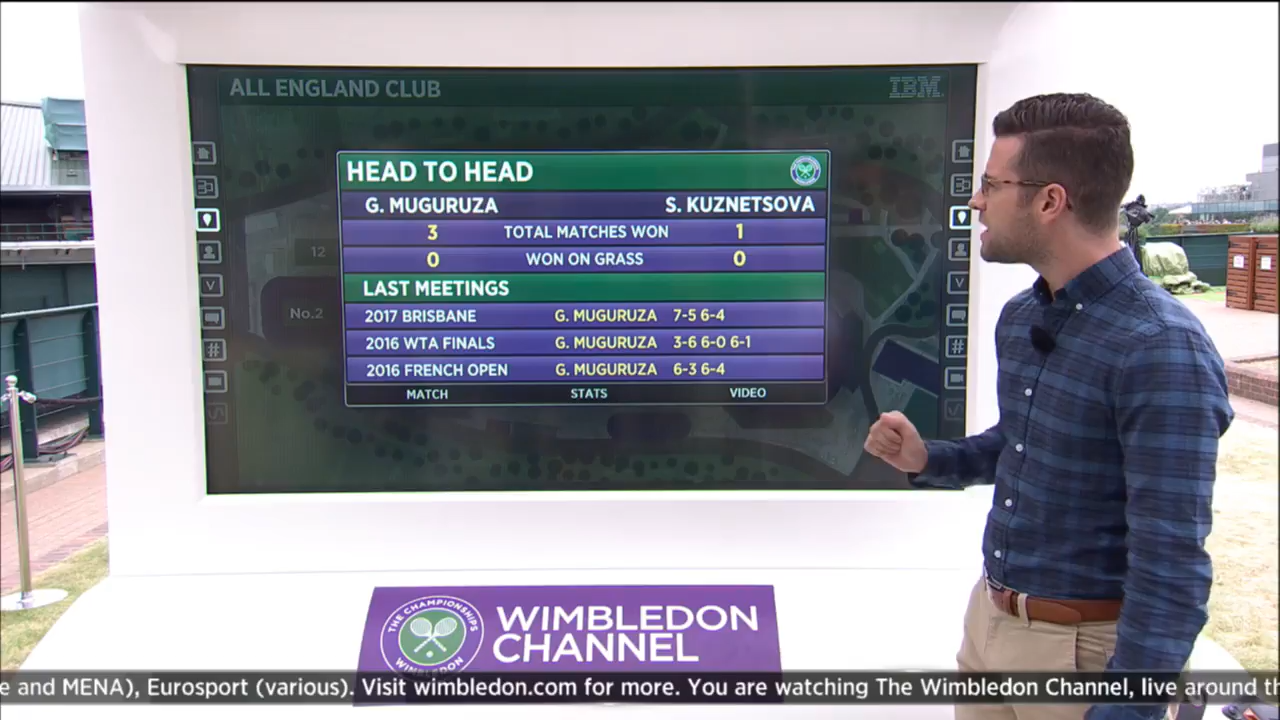 ALL ENGLAND CLUB
IBM
HEAD TO HEAD
G. MUGURUZA S. KUZNETSOVA
3 TOTAL MATCHES WON 1
0 WON ON GRASS 0
LAST MEETINGS
2017 BRISBANE G. MUGURUZA 7-5 6-4
2016 WTA FINALS G. MUGURUZA 3-6 6-0 6-1
2016 FRENCH OPEN G. MUGURUZA 6-3 6-4
MATCH STATS VIDEO
12
No.2
V
V
#
#
THE CHAMPIONSHIPS
WIMBLEDON
WIMBLEDON
CHANNEL
e and MENA), Eurosport (various). Visit wimbledon.com for more. You are watching The Wimbledon Channel, live around th